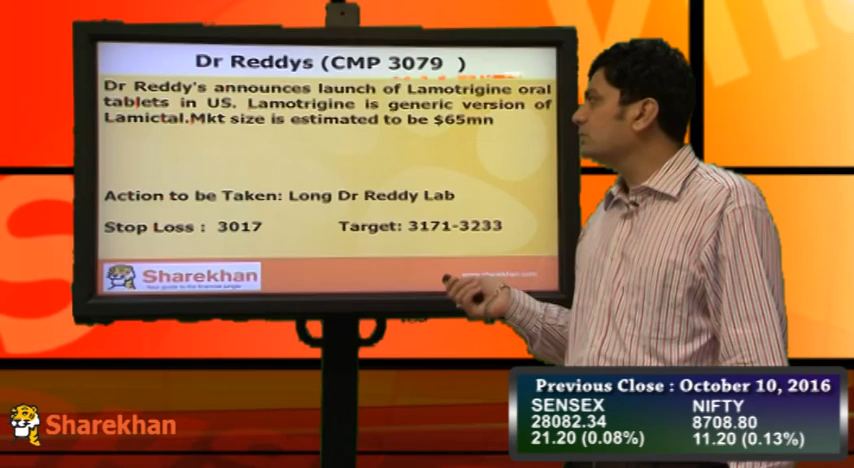 Dr Reddys (CMP 3079 )
Dr Reddy's announces launch of Lamotrigine oral
tablets in US. Lamotrigine is generic version of
Lamictal.Mkt size is estimated to be $65mn
Action to be Taken: Long Dr Reddy Lab
Stop Loss : 3017 Target: 3171-3233
Sharekhan
Your guide to the financial jungle
www.sharekhan.com
Sharekhan
Previous Close : October 10, 2016
SENSEX NIFTY
28082.34 8708.80
21.20 (0.08%) 11.20 (0.13%)